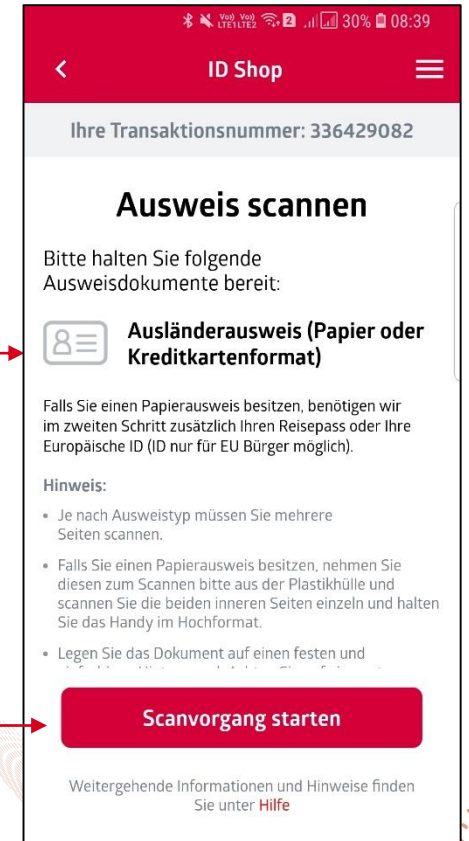 Voo) Voo)
LTE1 LTE2 2 30% 08:39
ID Shop
Ihre Transaktionsnummer: 336429082
Ausweis scannen
Bitte halten Sie folgende
Ausweisdokumente bereit:
Ausländerausweis (Papier oder
Kreditkartenformat)
Falls Sie einen Papierausweis besitzen, benötigen wir
im zweiten Schritt zusätzlich Ihren Reisepass oder Ihre
Europäische ID (ID nur für EU Bürger möglich).
Hinweis:
• Je nach Ausweistyp müssen Sie mehrere
Seiten scannen.
• Falls Sie einen Papierausweis besitzen, nehmen Sie
diesen zum Scannen bitte aus der Plastikhülle und
scannen Sie die beiden inneren Seiten einzeln und halten
Sie das Handy im Hochformat.
• Legen Sie das Dokument auf einen festen und
Scanvorgang starten
Weitergehende Informationen und Hinweise finden
Sie unter Hilfe